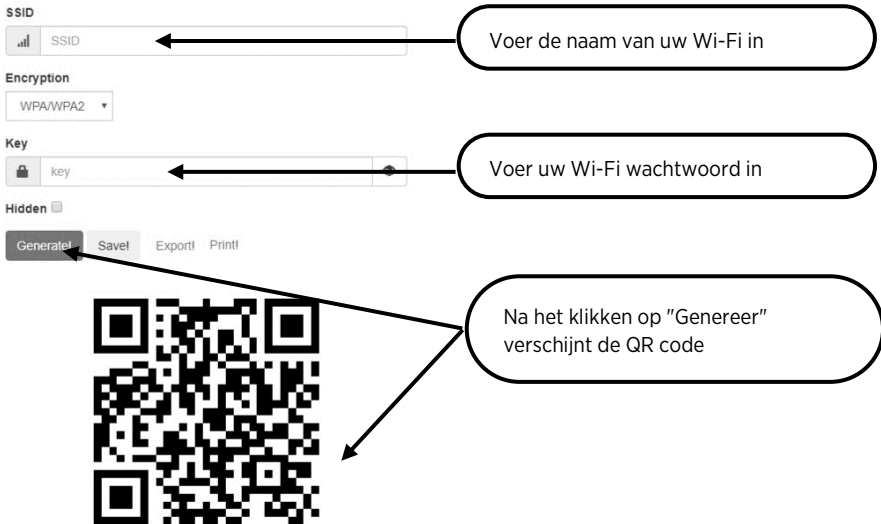 SSID
SSID
Voer de naam van uw Wi-Fi in
Encryption
WPA/WPA2
Key
key
Voer uw Wi-Fi wachtwoord in
Hidden
Generate! Save! Export! Print!
Na het klikken op "Genereer"
verschijnt de QR code